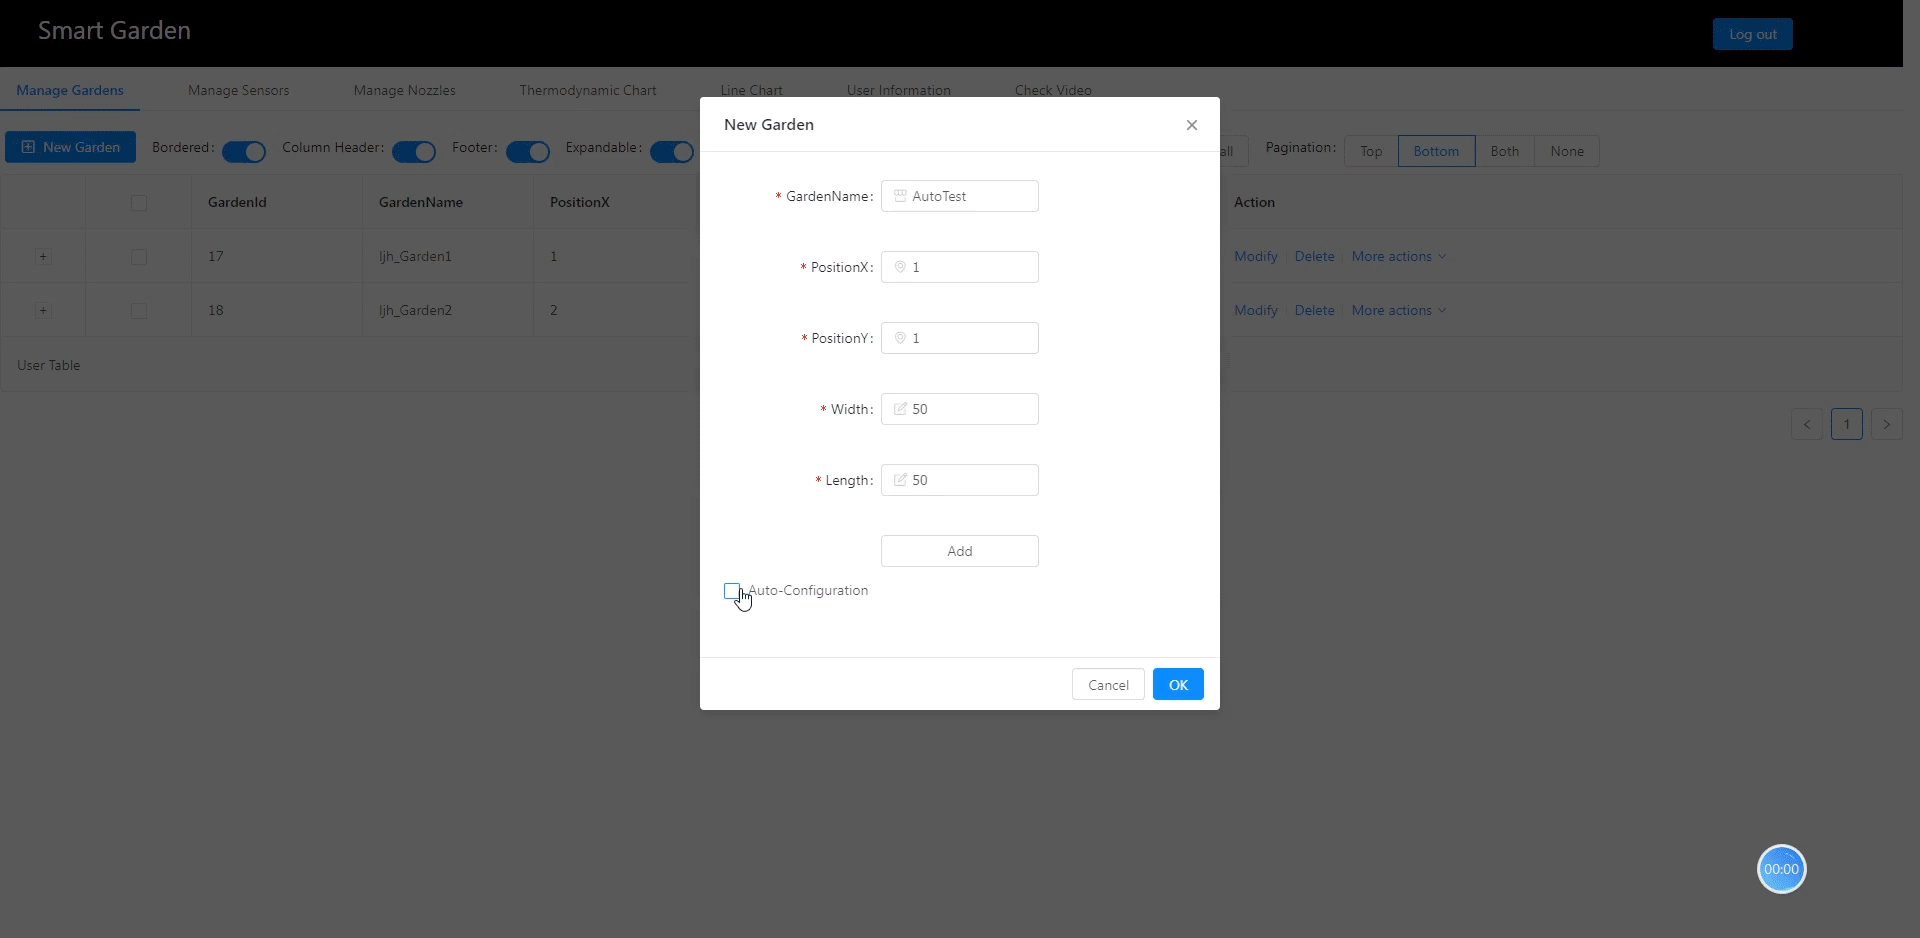 Smart Garden
Log out
Manage Gardens Manage Sensors Manage Nozzles Thermodynamic Chart Line Chart User Information Check Video
New Garden Bordered: Column Header: Footer: Expandable: all Pagination: Top Bottom Both None
GardenId GardenName PositionX Action
+ 17 ljh_Garden1 1 Modify Delete More actions
+ 18 ljh_Garden2 2 Modify Delete More actions
User Table
< 1 >
New Garden
* GardenName: AutoTest
* PositionX: 1
* PositionY: 1
* Width: 50
* Length: 50
Add
Auto-Configuration
Cancel OK
00:00